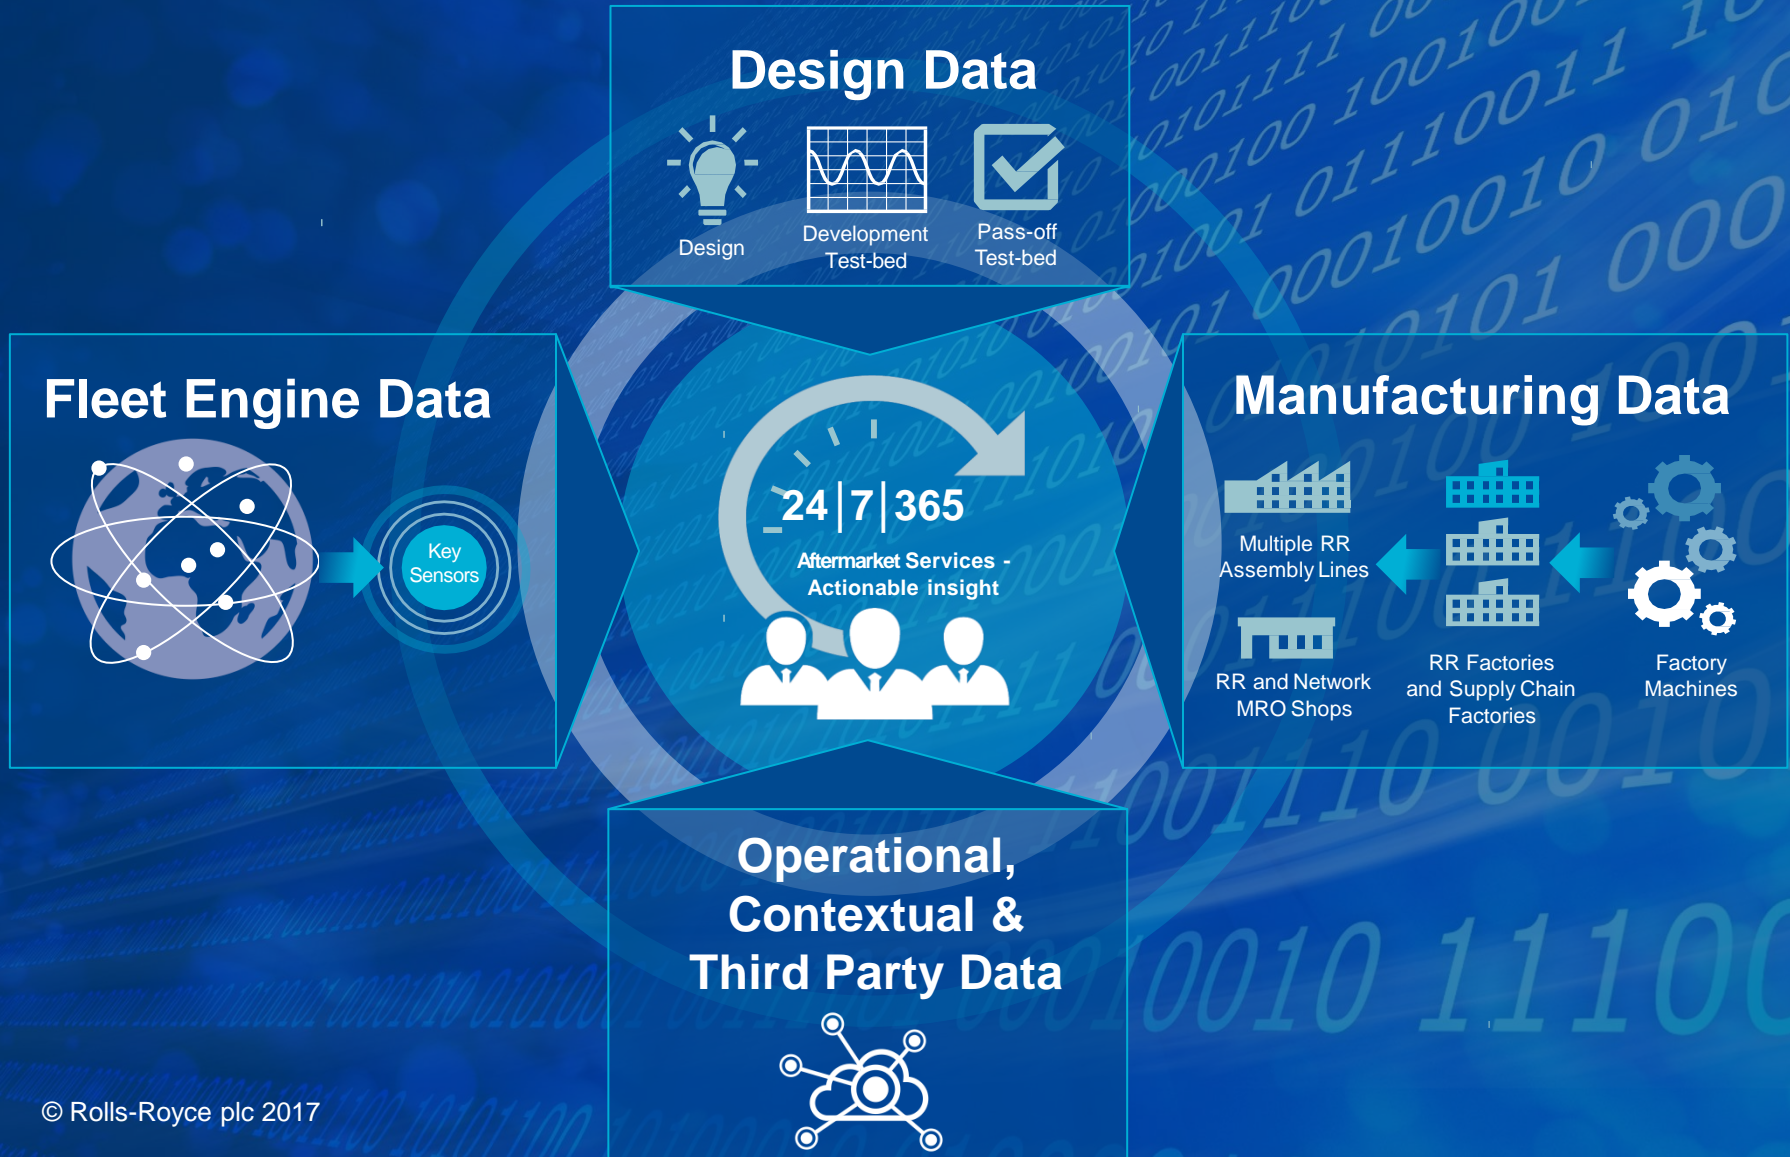 Design Data
Design
Development
Test-bed
Pass-off
Test-bed
Fleet Engine Data
Key
Sensors
24|7|365
Aftermarket Services -
Actionable insight
Manufacturing Data
Multiple RR
Assembly Lines
RR and Network
MRO Shops
RR Factories
and Supply Chain
Factories
Factory
Machines
Operational,
Contextual &
Third Party Data
© Rolls-Royce plc 2017